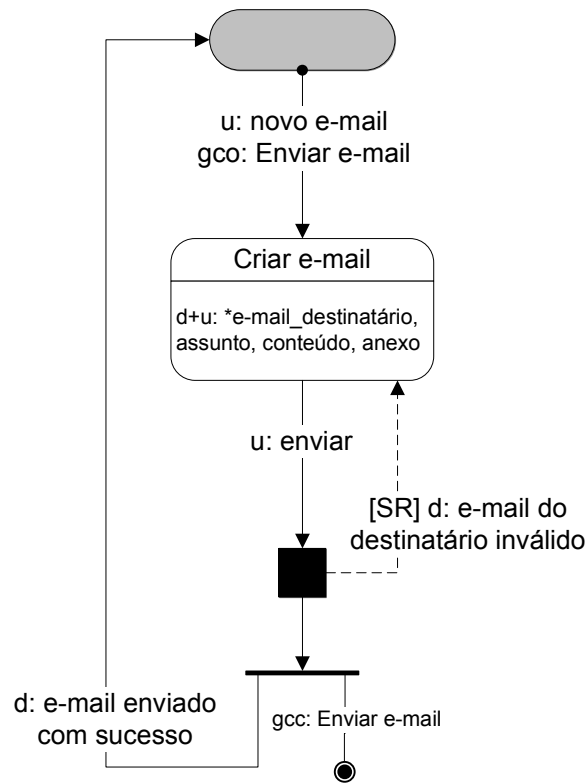 u: novo e-mail
gco: Enviar e-mail
Criar e-mail
d+u: *e-mail_destinatário,
assunto, conteúdo, anexo
u: enviar
[SR] d: e-mail do
destinatário inválido
d: e-mail enviado
com sucesso
gcc: Enviar e-mail